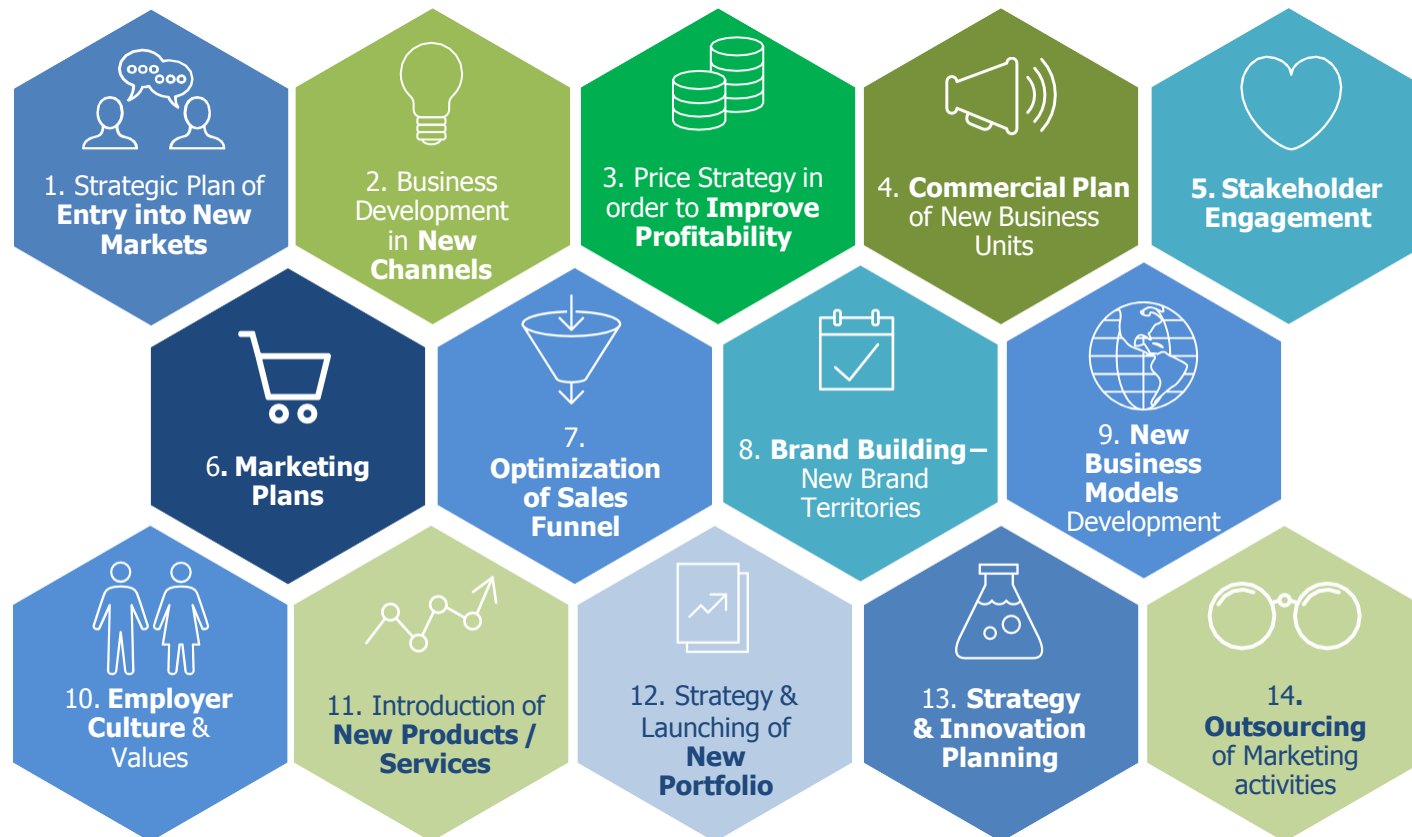 1. Strategic Plan of
Entry into New
Markets
2. Business
Development
in New
Channels
3. Price Strategy in
order to Improve
Profitability
4. Commercial Plan
of New Business
Units
5. Stakeholder
Engagement
6. Marketing
Plans
7.
Optimization
of Sales
Funnel
8. Brand Building –
New Brand
Territories
9. New
Business
Models
Development
10. Employer
Culture &
Values
11. Introduction of
New Products /
Services
12. Strategy &
Launching of
New
Portfolio
13. Strategy
& Innovation
Planning
14.
Outsourcing
of Marketing
activities